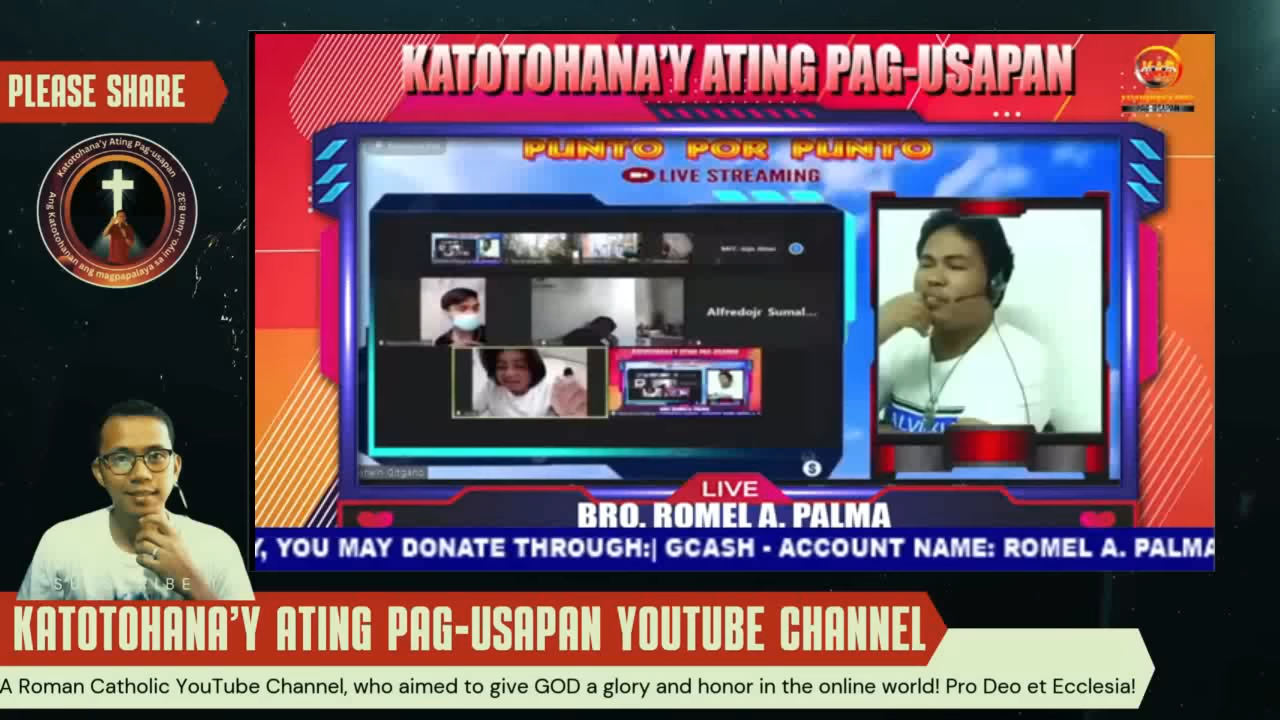 PLEASE SHARE
Katotohana'y Ating Pag-usapan
Ang Katotohanan ang magpapalaya sa inyo. Juan 8:32
KATOTOHANA'Y ATING PAG-USAPAN
PUNTO POR PUNTO
LIVE STREAMING
Alfredojr Sumal...
LIVE
BRO. ROMEL A. PALMA
Y, YOU MAY DONATE THROUGH:| GCASH - ACCOUNT NAME: ROMEL A. PALMA
KATOTOHANA'Y ATING PAG-USAPAN YOUTUBE CHANNEL
A Roman Catholic YouTube Channel, who aimed to give GOD a glory and honor in the online world! Pro Deo et Ecclesia!